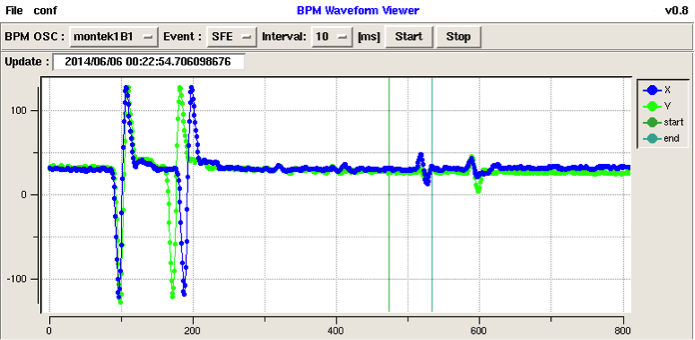 File conf BPM Waveform Viewer v0.8
BPM OSC : montek1B1 Event : SFE Interval: 10 [ms] Start Stop
Update : 2014/06/06 00:22:54.706098676
X
Y
start
end
100
0
-100
0 200 400 600 800